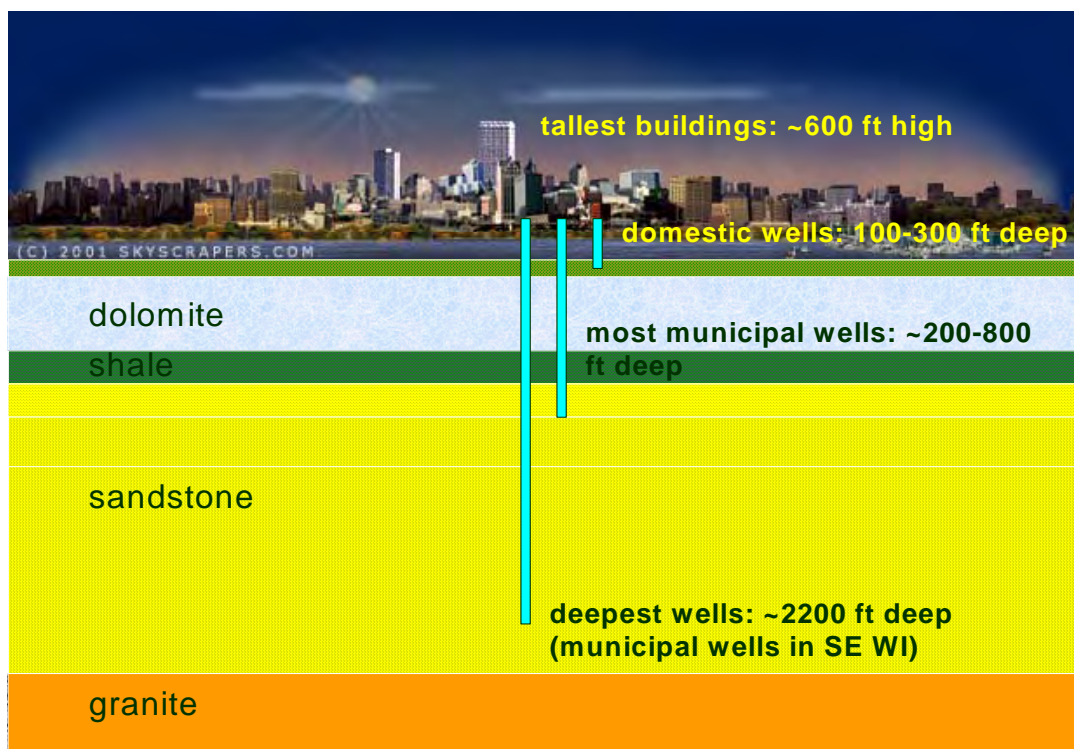 tallest buildings: ~600 ft high
domestic wells: 100-300 ft deep
(C) 2001 SKYSCRAPERS.COM
dolomite
most municipal wells: ~200-800
ft deep
shale
sandstone
deepest wells: ~2200 ft deep
(municipal wells in SE WI)
granite